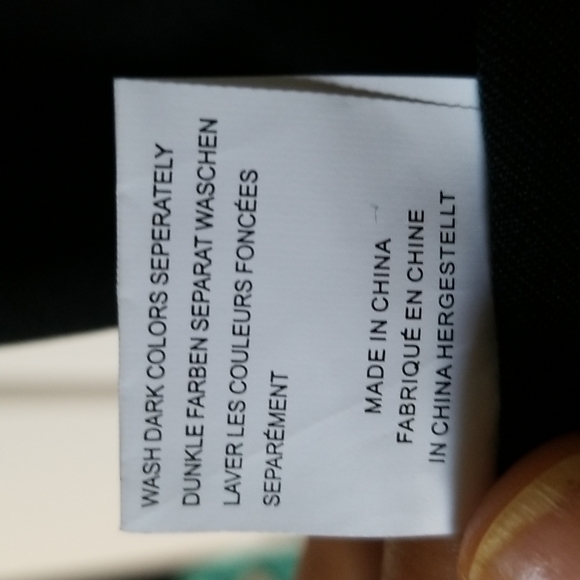 WASH DARK COLORS SEPERATELY
DUNKLE FARBEN SEPARAT WASCHEN
LAVER LES COULEURS FONCÉES
SEPARÉMENT
MADE IN CHINA
FABRIQUÉ EN CHINE
IN CHINA HERGESTELLT